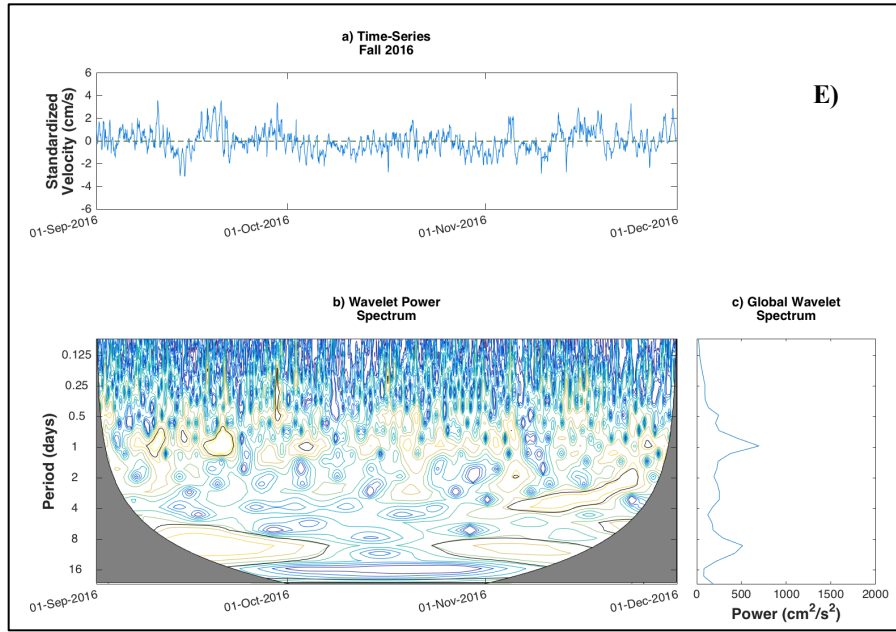 a) Time-Series
Fall 2016
E)
Standardized
Velocity (cm/s)
6
4
2
0
-2
-4
-6
01-Sep-2016
01-Oct-2016
01-Nov-2016
01-Dec-2016
b) Wavelet Power
Spectrum
Period (days)
0.125
0.25
0.5
1
2
4
8
16
01-Sep-2016
01-Oct-2016
01-Nov-2016
01-Dec-2016
c) Global Wavelet
Spectrum
0
500
1000
1500
2000
Power (cm²/s²)